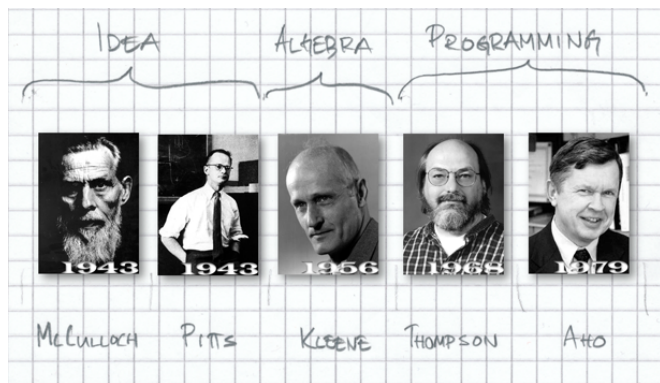 IDEA ALGEBRA PROGRAMMING
1943 1943 1956 1968 1979
McCULLOCH PITTS KLEENE THOMPSON AHO